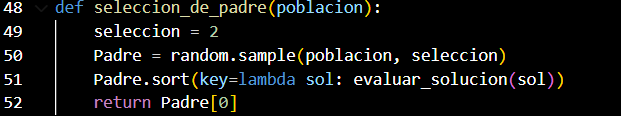 48 def seleccion_de_padre(poblacion):
49     seleccion = 2
50     Padre = random.sample(poblacion, seleccion)
51     Padre.sort(key=lambda sol: evaluar_solucion(sol))
52     return Padre[0]